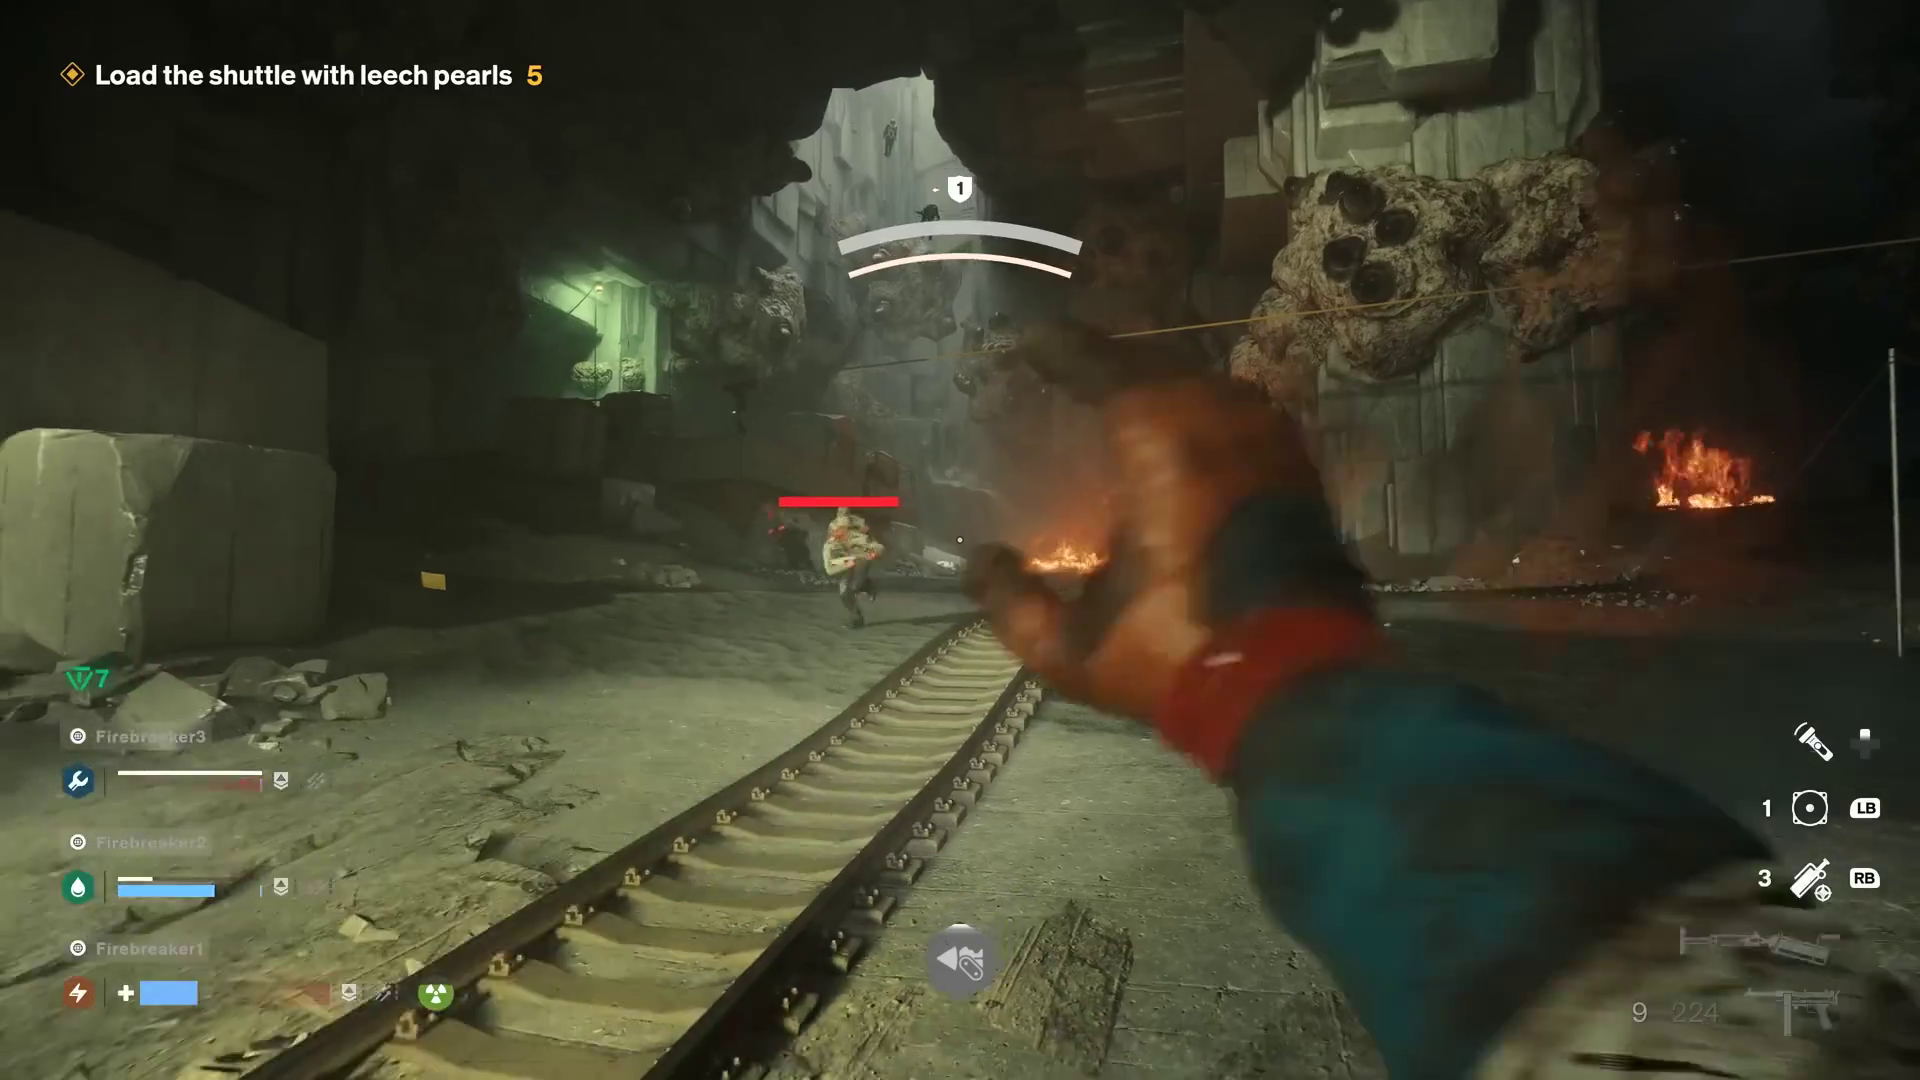 Load the shuttle with leech pearls 5
1
7
Firebreaker3
Firebreaker2
Firebreaker1
1 LB
3 RB
9 224